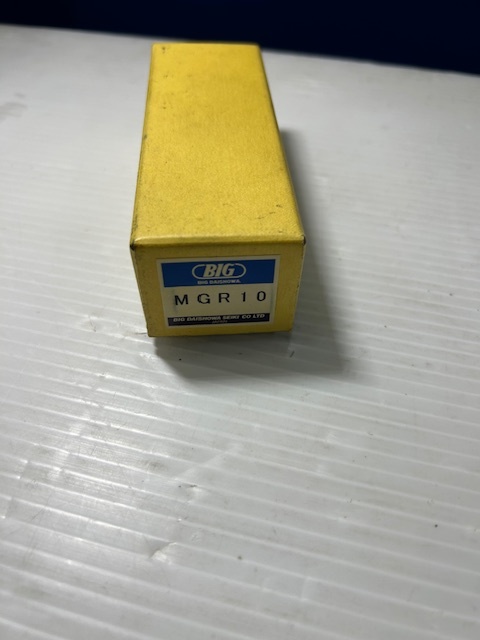 BIG
BIG DAISHOWA
MGR10
BIG DAISHOWA SEIKI CO LTD